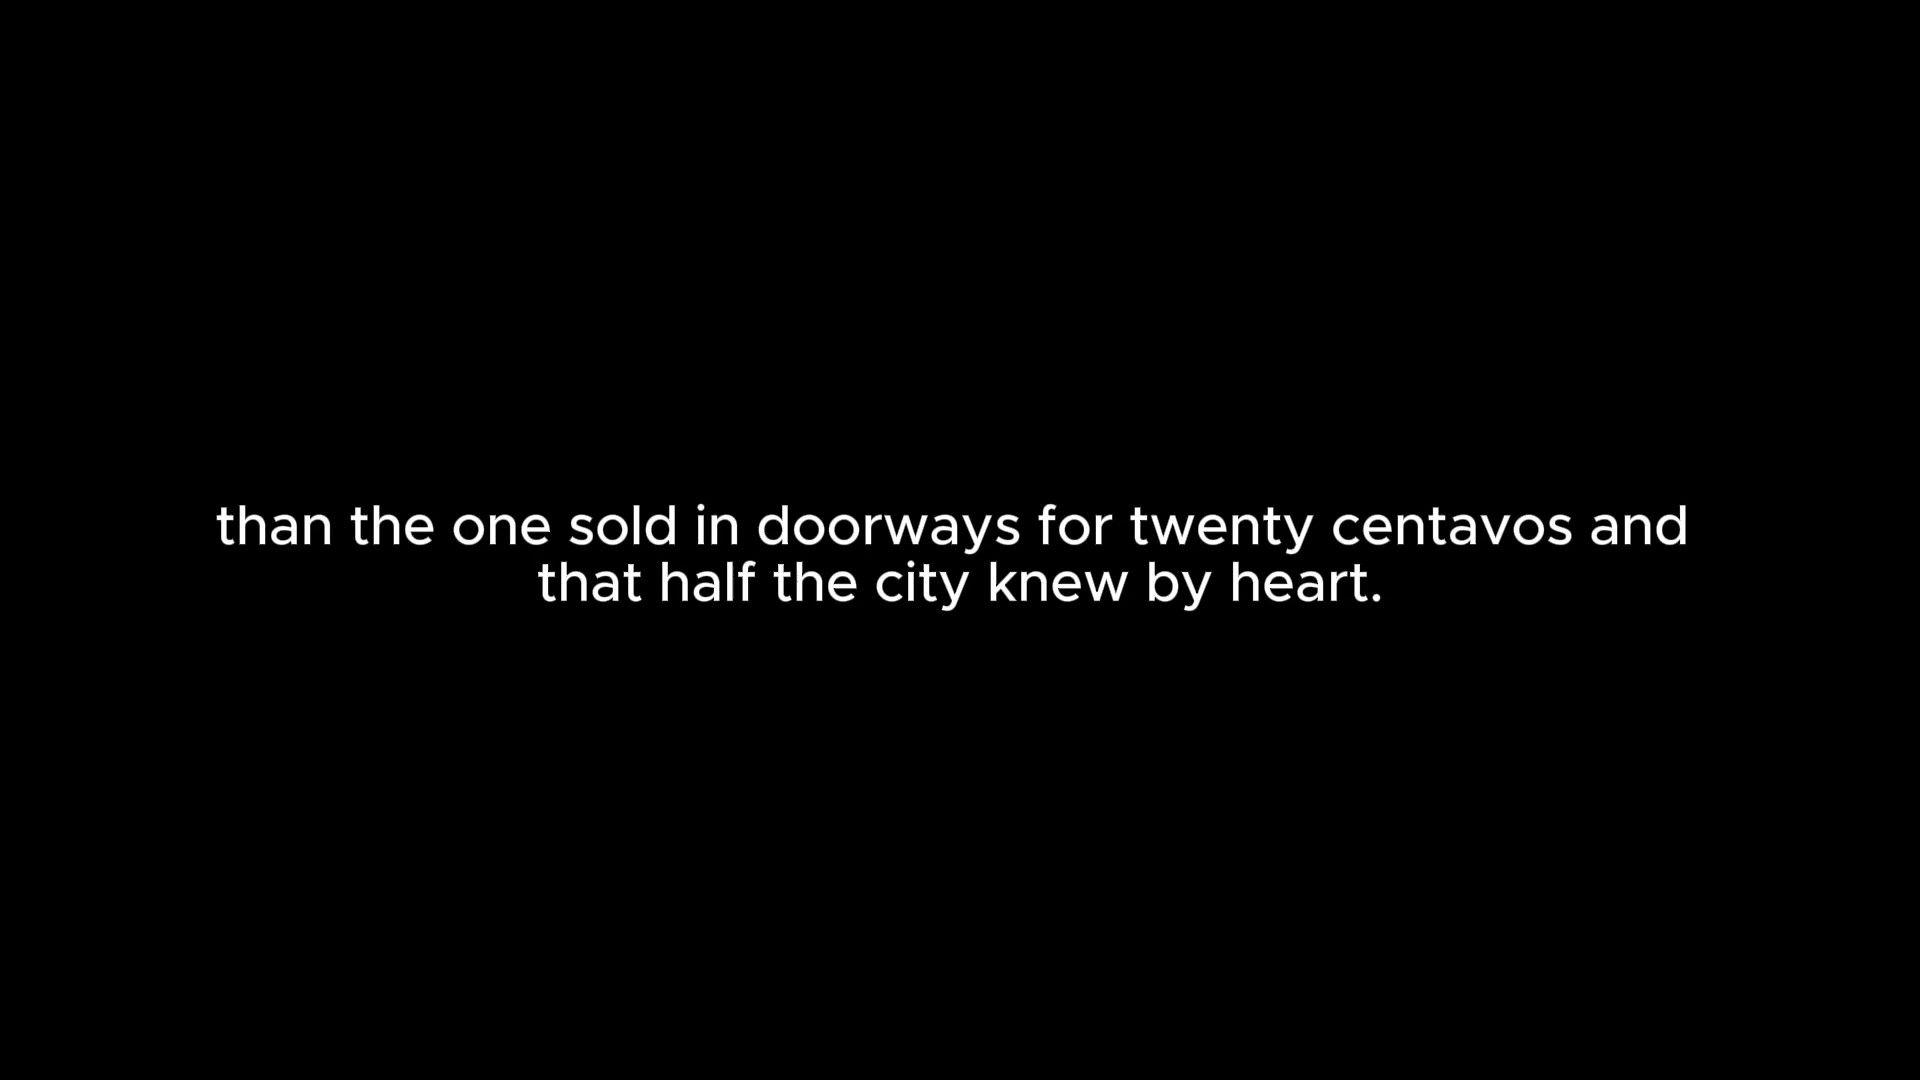 than the one sold in doorways for twenty centavos and
that half the city knew by heart.